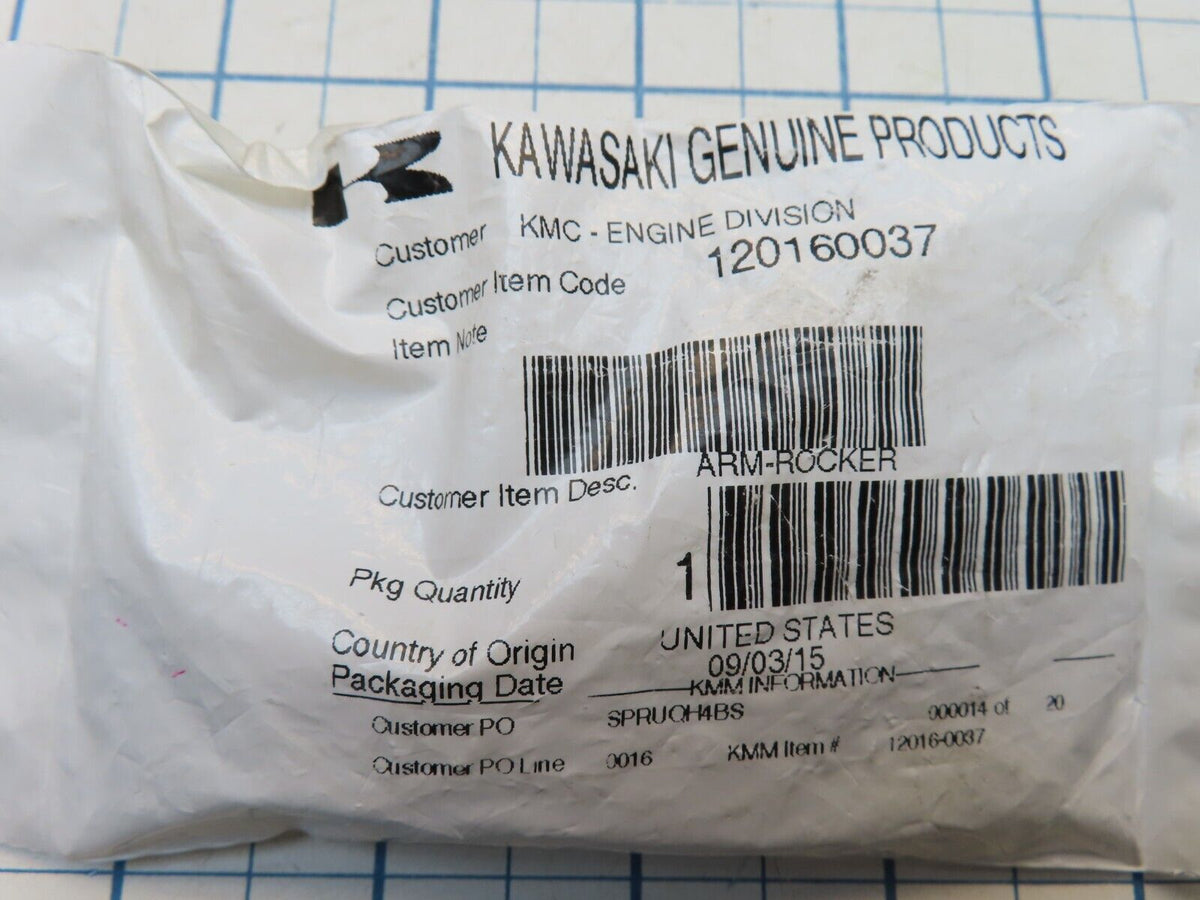 KAWASAKI GENUINE PRODUCTS
Customer KMC - ENGINE DIVISION
Customer Item Code 120160037
Item Note
Customer Item Desc. ARM-ROCKER
Pkg Quantity 1
Country of Origin UNITED STATES
Packaging Date 09/03/15
KMM INFORMATION
Customer PO SPRUQH4BS 000014 of 20
Customer PO Line 0016 KMM Item # 12016-0037